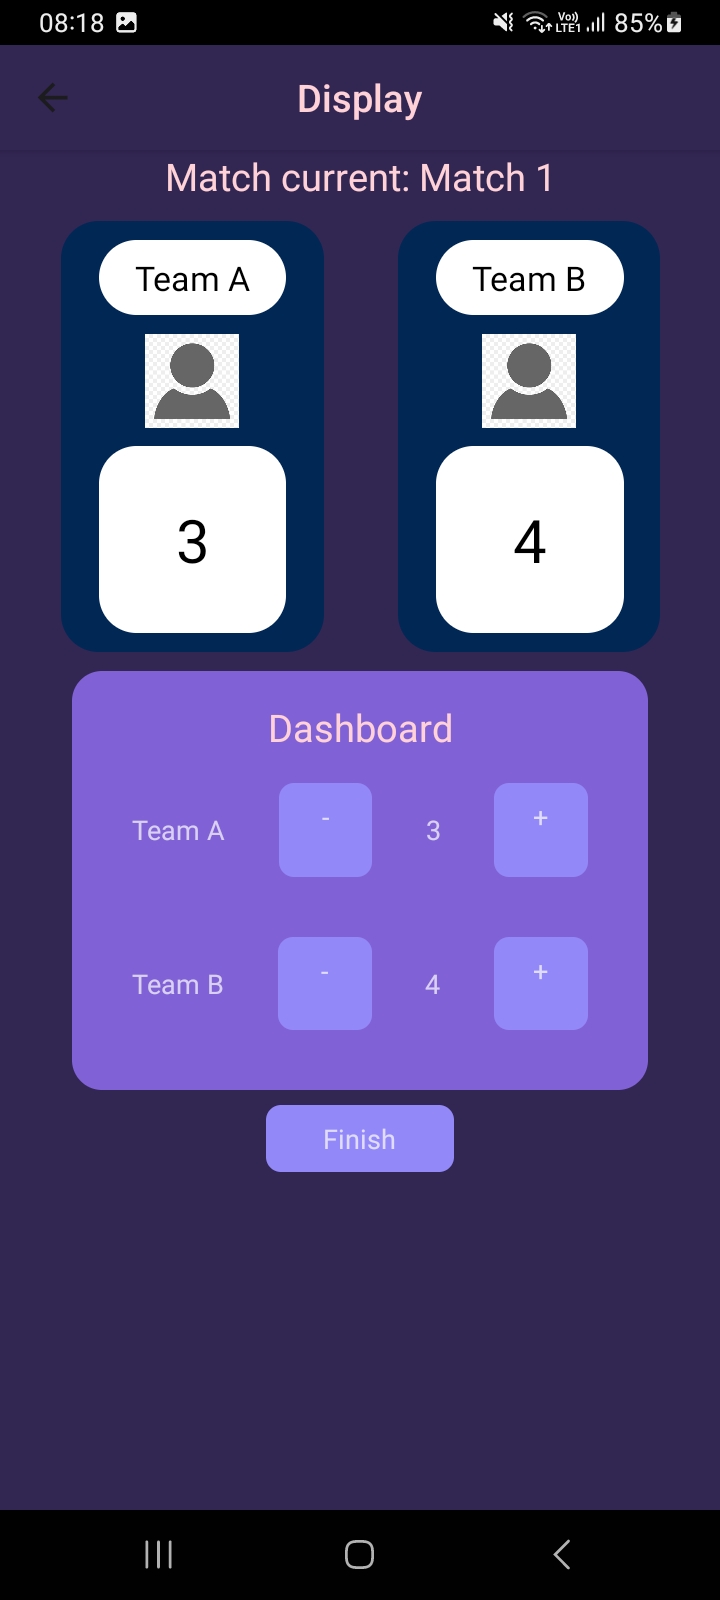 08:18 Vo)) LTE1 85%
Display
Match current: Match 1
Team A Team B
3 4
Dashboard
Team A - 3 +
Team B - 4 +
Finish